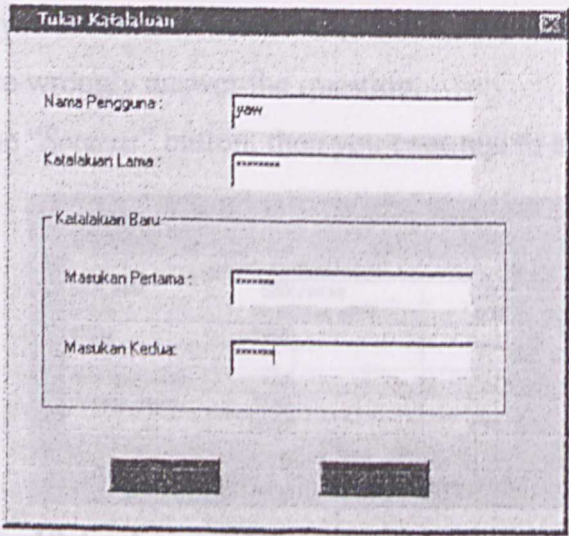 Tukar Katalaluan
Nama Pengguna :
yaw
Katalaluan Lama :
*******
Katalaluan Baru
Masukan Pertama :
******
Masukan Kedua:
******